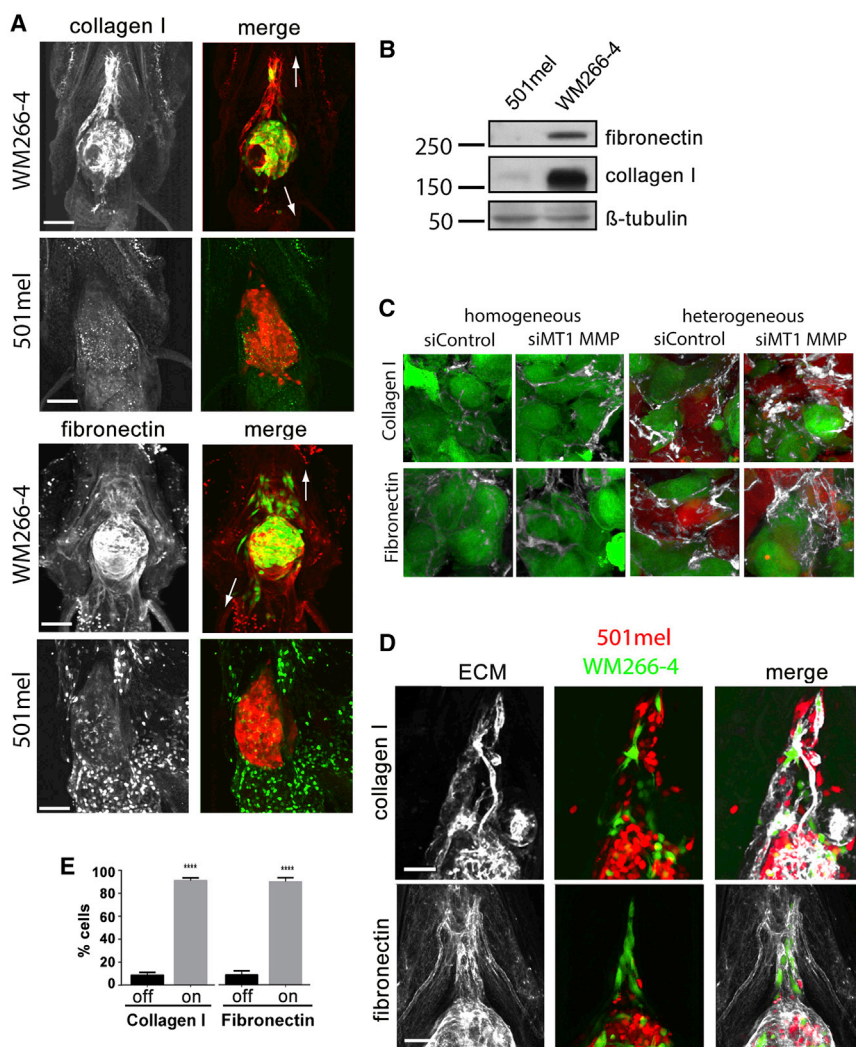 A
collagen I
merge
WM266-4
501mel
fibronectin
merge
WM266-4
501mel
B
501mel
WM266-4
250
fibronectin
150
collagen I
50
ß-tubulin
C
homogeneous
heterogeneous
siControl
siMT1 MMP
siControl
siMT1 MMP
Collagen I
Fibronectin
D
501mel
ECM
WM266-4
merge
collagen I
fibronectin
E
% cells
100
80
60
40
20
0
****
****
off
on
off
on
Collagen I
Fibronectin